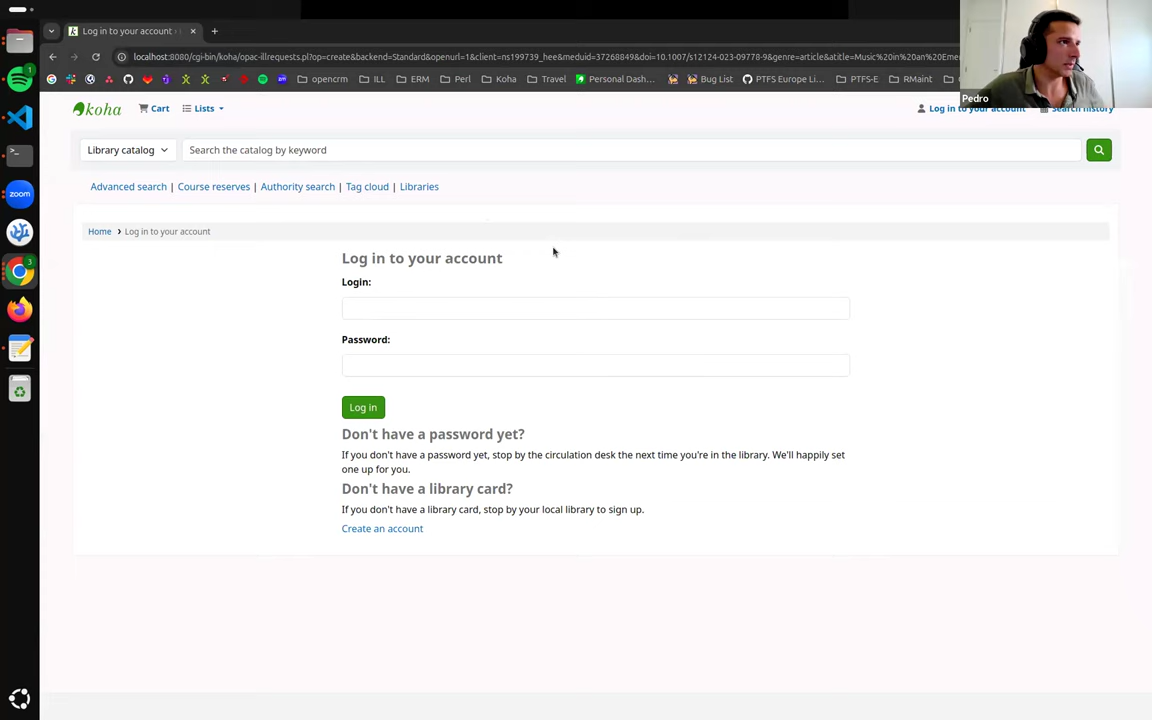 Log in to your account
localhost:8080/cgi-bin/koha/opac-illrequests.pl?op=create&backend=Standard&openurl=1&client=ns199739_hee&meduid=37268849&doi=10.1007/s12124-023-09778-9&genre=article&atitle=Music%20in%20an%20Eme
opencrm ILL ERM Perl Koha Travel Personal Dash... Bug List PTFS Europe Li... PTFS-E RMaint
Pedro
koha Cart Lists Log in to your account Search history
Library catalog Search the catalog by keyword
Advanced search | Course reserves | Authority search | Tag cloud | Libraries
Home Log in to your account
Log in to your account
Login:
Password:
Log in
Don't have a password yet?
If you don't have a password yet, stop by the circulation desk the next time you're in the library. We'll happily set
one up for you.
Don't have a library card?
If you don't have a library card, stop by your local library to sign up.
Create an account
zoom
1
3